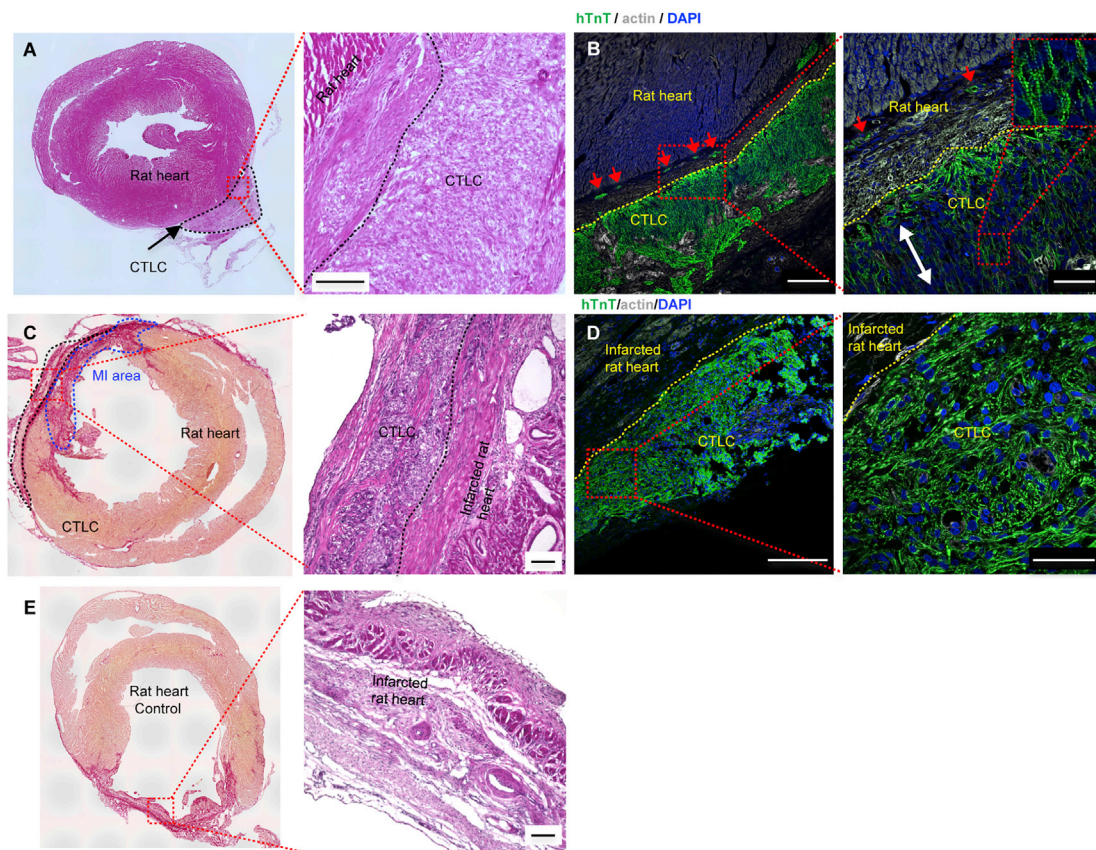 hTnT / actin / DAPI
A
Rat heart
CTLC
Rat heart
CTLC
B
Rat heart
CTLC
Rat heart
CTLC
C
MI area
Rat heart
CTLC
CTLC
Infarcted rat
heart
hTnT/actin/DAPI
D
Infarcted
rat heart
CTLC
Infarcted
rat heart
CTLC
E
Rat heart
Control
Infarcted
rat heart